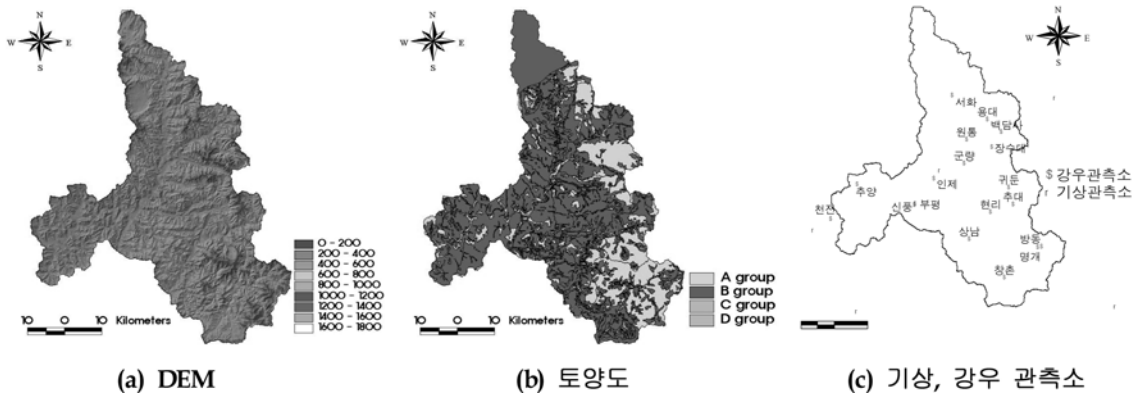 N
W E
S
0 - 200
200 - 400
400 - 600
600 - 800
800 - 1000
1000 - 1200
1200 - 1400
1400 - 1600
1600 - 1800
10 0 10 Kilometers
(a) DEM
N
W E
S
A group
B group
C group
D group
10 0 10 Kilometers
(b) 토양도
N
W E
S
서화
용대
백담사
원통
장수대
군량
인제
귀둔
추양
추대
천전
신풍
부평
현리
상남
방동
명개
창촌
$ 강우관측소
r 기상관측소
(c) 기상, 강우 관측소